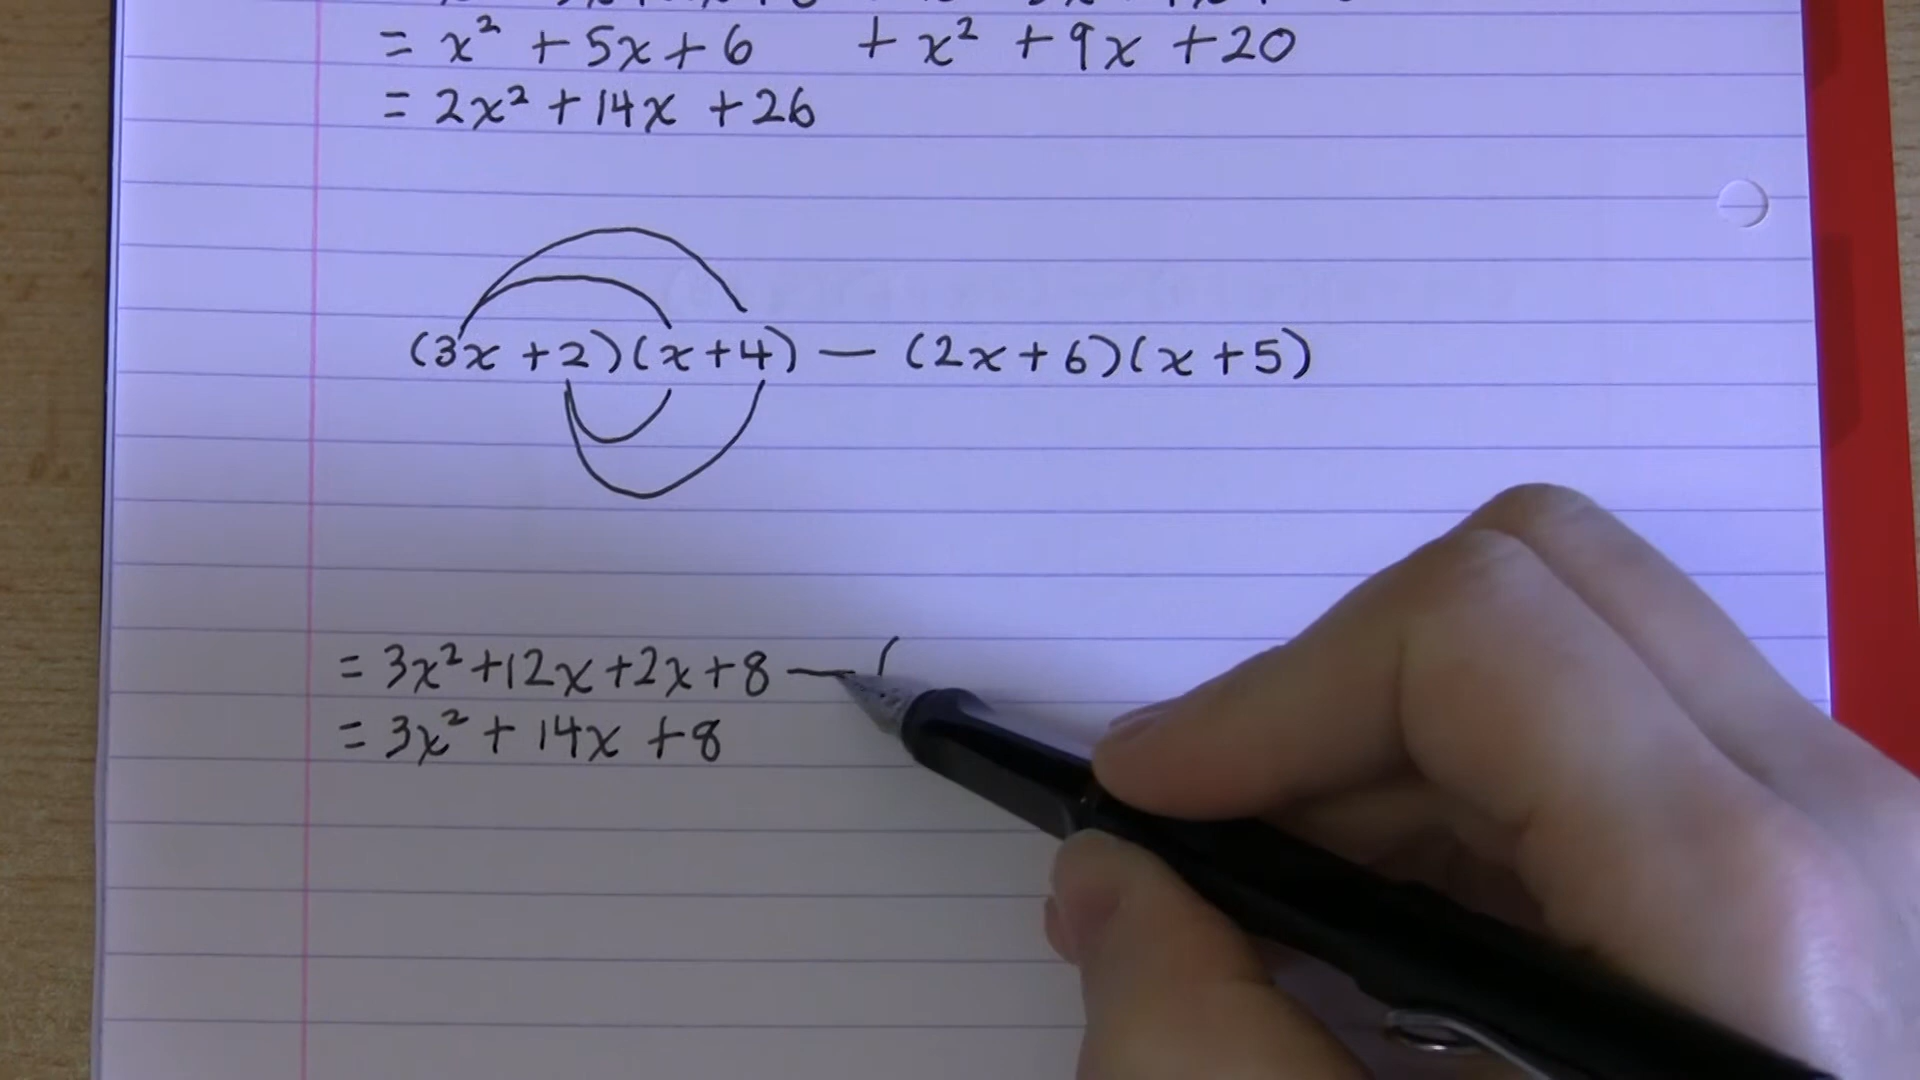 = x² + 5x + 6 + x² + 9x + 20
= 2x² + 14x + 26
(3x + 2)(x + 4) — (2x + 6)(x + 5)
= 3x² + 12x + 2x + 8 — (
= 3x² + 14x + 8